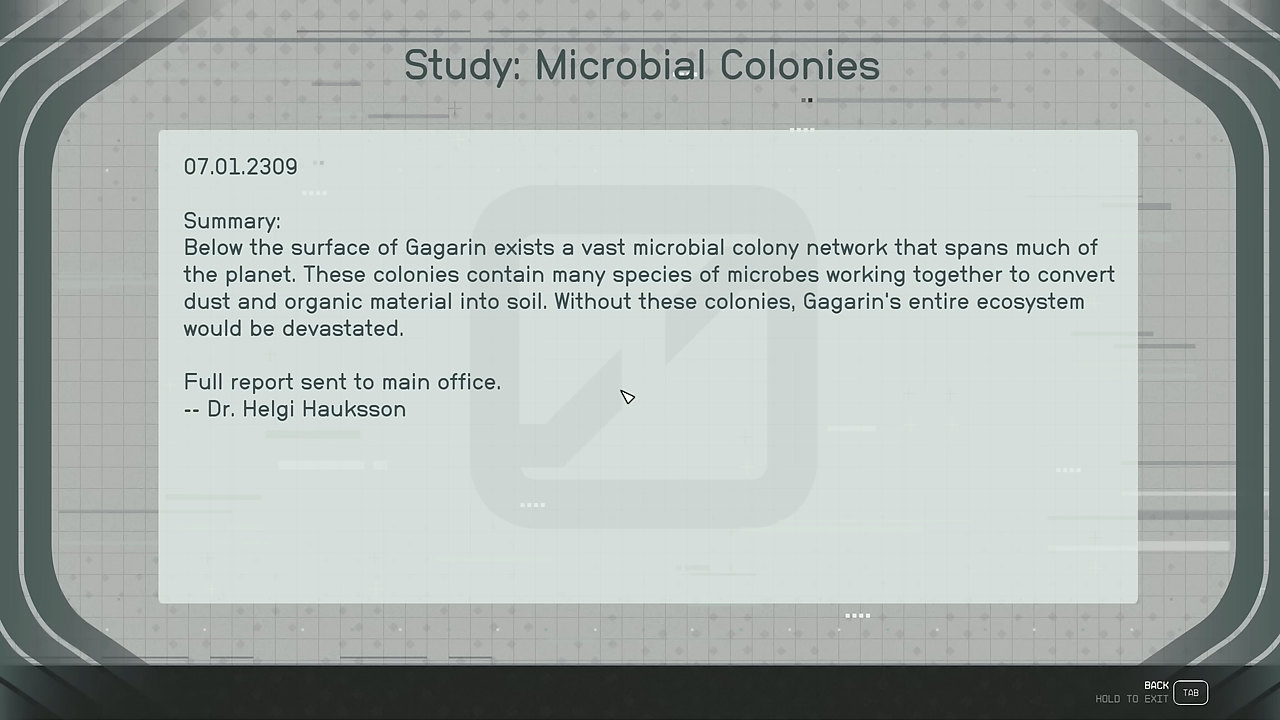 Study: Microbial Colonies
07.01.2309
Summary:
Below the surface of Gagarin exists a vast microbial colony network that spans much of
the planet. These colonies contain many species of microbes working together to convert
dust and organic material into soil. Without these colonies, Gagarin's entire ecosystem
would be devastated.
Full report sent to main office.
-- Dr. Helgi Hauksson
BACK
HOLD TO EXIT
TAB